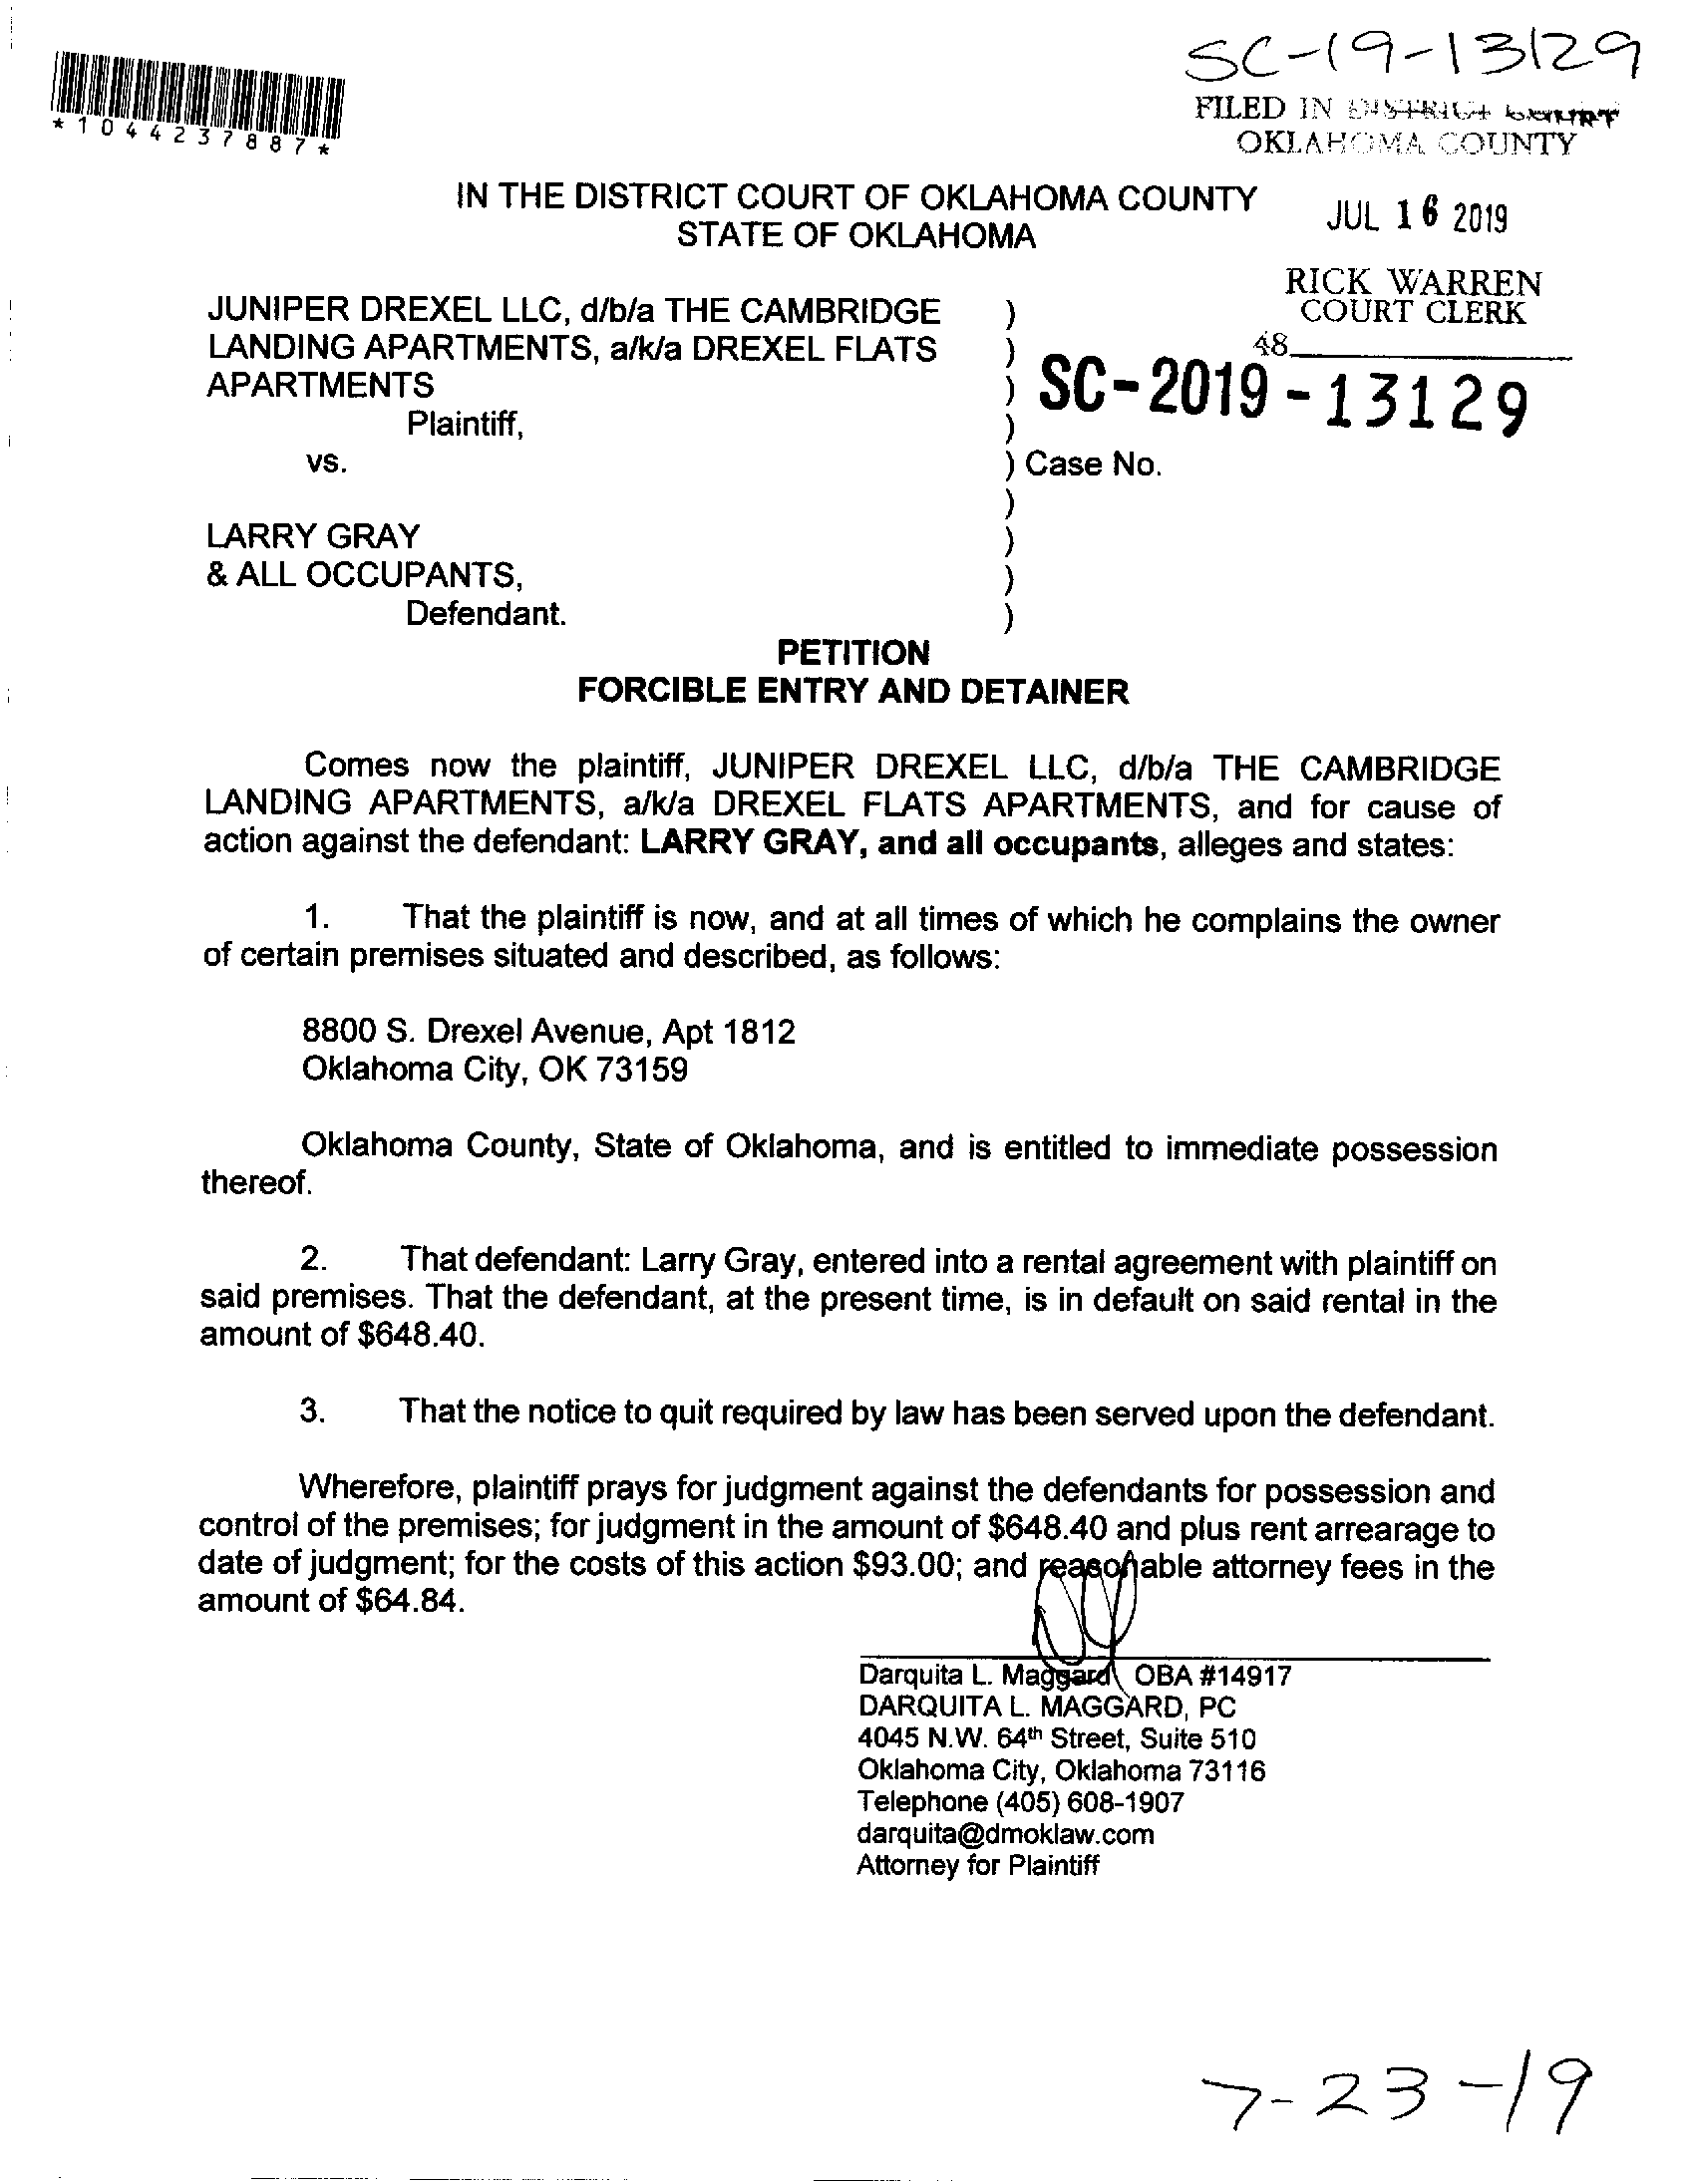 SC-19-13129
*1044237887*
FILED IN DISTRICT COURT
OKLAHOMA COUNTY
IN THE DISTRICT COURT OF OKLAHOMA COUNTY
STATE OF OKLAHOMA
JUL 16 2019
RICK WARREN
COURT CLERK
48
JUNIPER DREXEL LLC, d/b/a THE CAMBRIDGE )
LANDING APARTMENTS, a/k/a DREXEL FLATS )
APARTMENTS ) SC-2019-13129
Plaintiff, )
vs. ) Case No.
)
LARRY GRAY )
& ALL OCCUPANTS, )
Defendant. )
PETITION
FORCIBLE ENTRY AND DETAINER
Comes now the plaintiff, JUNIPER DREXEL LLC, d/b/a THE CAMBRIDGE
LANDING APARTMENTS, a/k/a DREXEL FLATS APARTMENTS, and for cause of
action against the defendant: LARRY GRAY, and all occupants, alleges and states:
1. That the plaintiff is now, and at all times of which he complains the owner
of certain premises situated and described, as follows:
8800 S. Drexel Avenue, Apt 1812
Oklahoma City, OK 73159
Oklahoma County, State of Oklahoma, and is entitled to immediate possession
thereof.
2. That defendant: Larry Gray, entered into a rental agreement with plaintiff on
said premises. That the defendant, at the present time, is in default on said rental in the
amount of $648.40.
3. That the notice to quit required by law has been served upon the defendant.
Wherefore, plaintiff prays for judgment against the defendants for possession and
control of the premises; for judgment in the amount of $648.40 and plus rent arrearage to
date of judgment; for the costs of this action $93.00; and reasonable attorney fees in the
amount of $64.84.
Darquita L. Maggard OBA #14917
DARQUITA L. MAGGARD, PC
4045 N.W. 64th Street, Suite 510
Oklahoma City, Oklahoma 73116
Telephone (405) 608-1907
darquita@dmoklaw.com
Attorney for Plaintiff
7-23-19